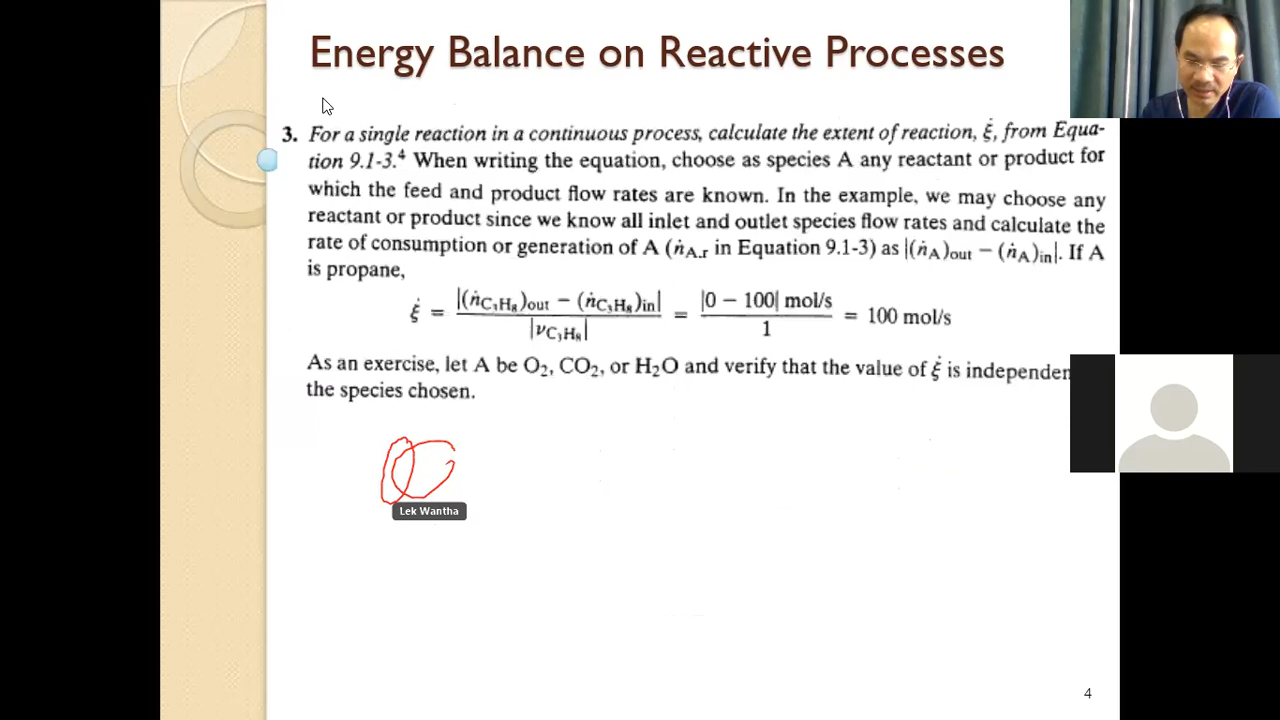 Energy Balance on Reactive Processes
3. For a single reaction in a continuous process, calculate the extent of reaction, ξ̇, from Equa-
tion 9.1-3.⁴ When writing the equation, choose as species A any reactant or product for
which the feed and product flow rates are known. In the example, we may choose any
reactant or product since we know all inlet and outlet species flow rates and calculate the
rate of consumption or generation of A (ṅA,r in Equation 9.1-3) as |(ṅA)out − (ṅA)in|. If A
is propane,
ξ̇ = |(ṅC₃H₈)out − (ṅC₃H₈)in| / |νC₃H₈| = |0 − 100| mol/s / 1 = 100 mol/s
As an exercise, let A be O₂, CO₂, or H₂O and verify that the value of ξ̇ is independen
the species chosen.
Lek Wantha
4